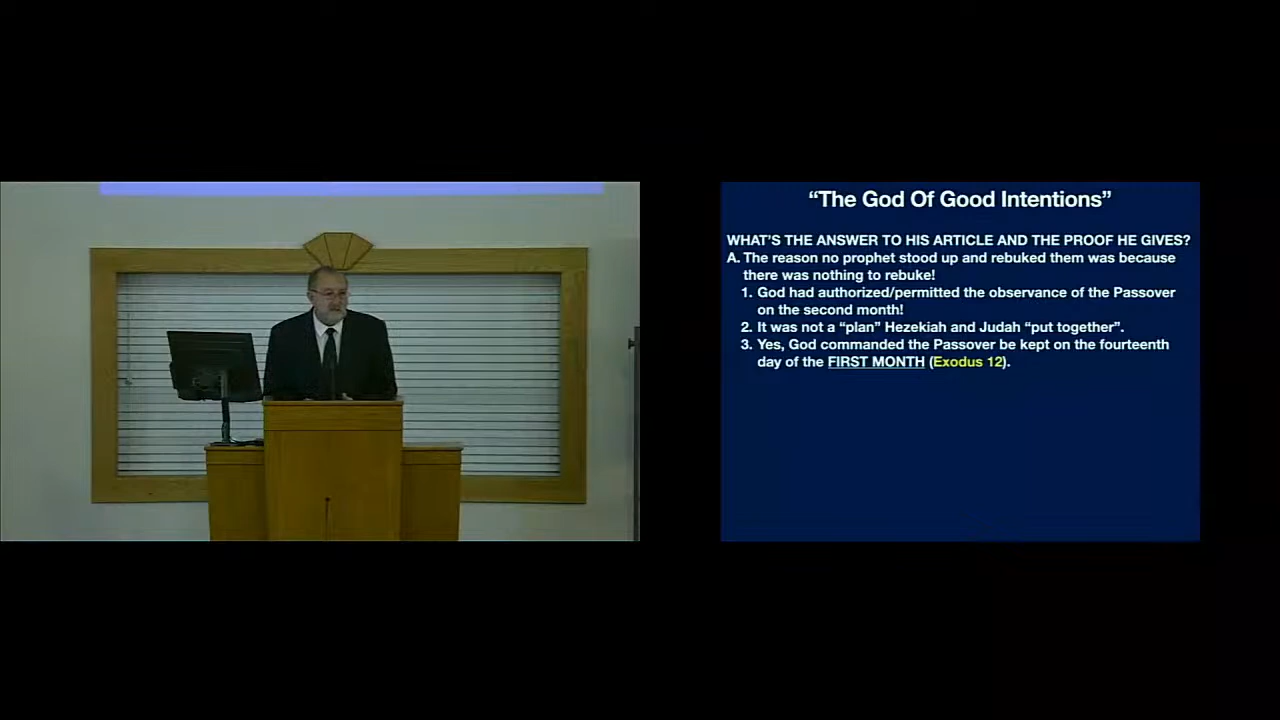 “The God Of Good Intentions”
WHAT’S THE ANSWER TO HIS ARTICLE AND THE PROOF HE GIVES?
A. The reason no prophet stood up and rebuked them was because
there was nothing to rebuke!
1. God had authorized/permitted the observance of the Passover
on the second month!
2. It was not a “plan” Hezekiah and Judah “put together”.
3. Yes, God commanded the Passover be kept on the fourteenth
day of the FIRST MONTH (Exodus 12).